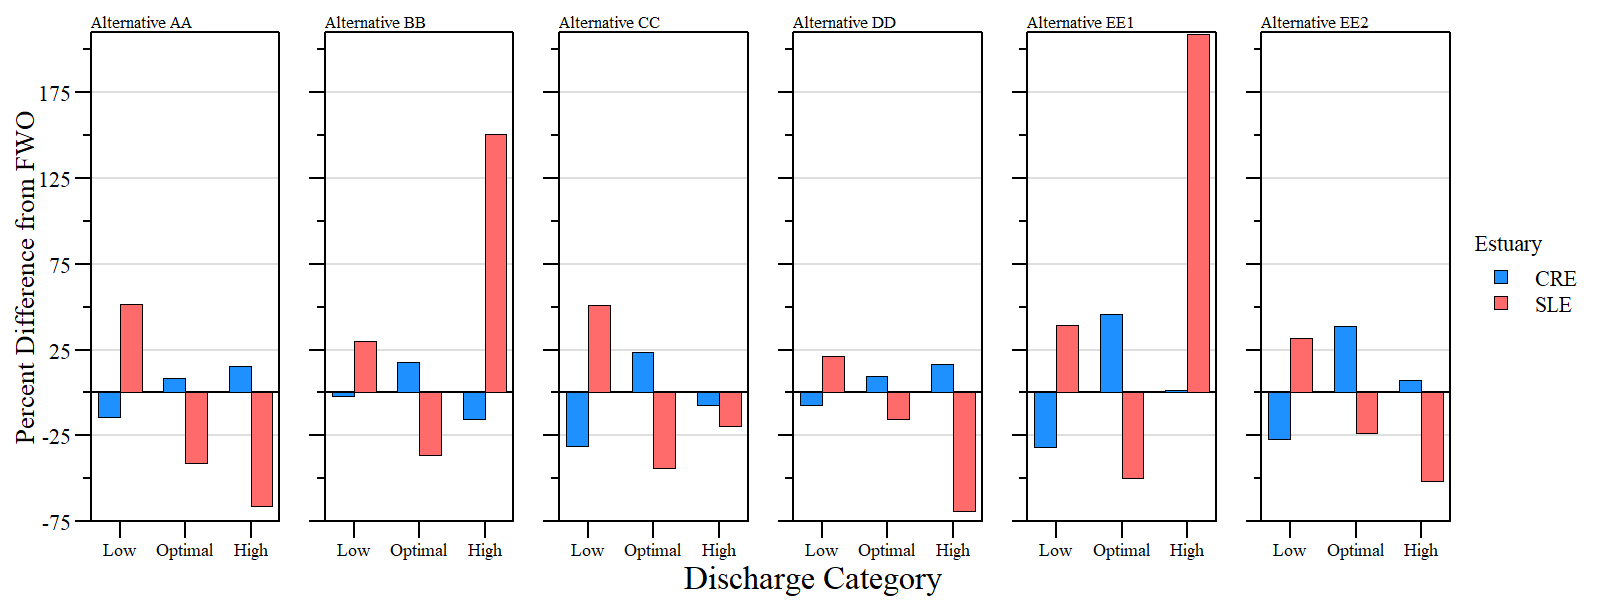 Alternative AA
Alternative BB
Alternative CC
Alternative DD
Alternative EE1
Alternative EE2
Percent Difference from FWO
175
125
75
25
-25
-75
Low Optimal High
Low Optimal High
Low Optimal High
Low Optimal High
Low Optimal High
Low Optimal High
Discharge Category
Estuary
CRE
SLE